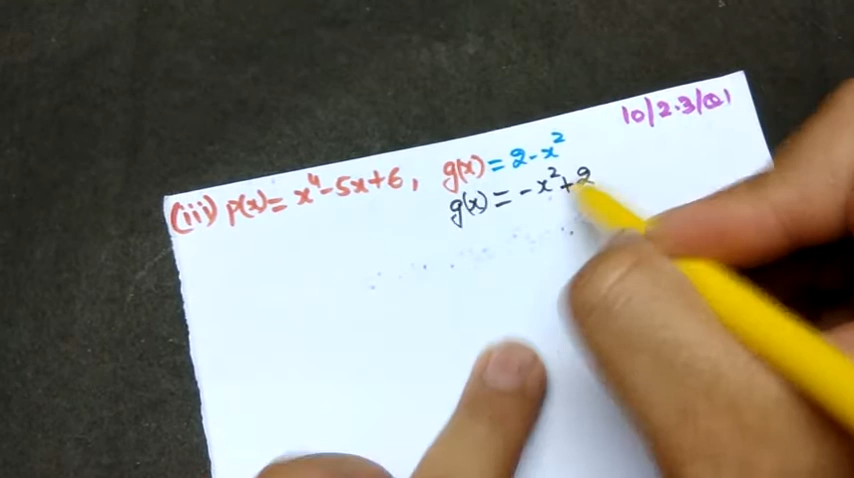 10/2.3/Q1
(iii) p(x) = x⁴-5x+6, g(x) = 2-x²
g(x) = -x²+2